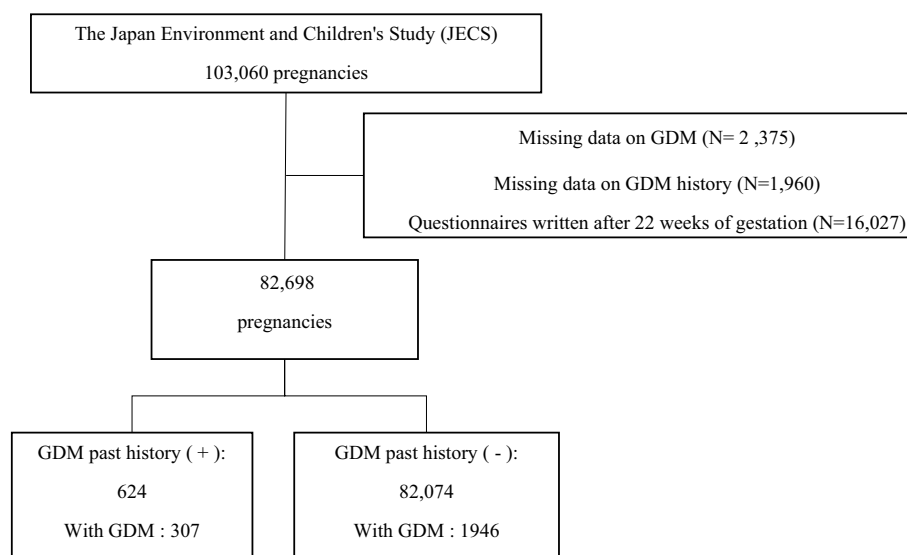 The Japan Environment and Children's Study (JECS)
103,060 pregnancies
Missing data on GDM (N= 2 ,375)
Missing data on GDM history (N=1,960)
Questionnaires written after 22 weeks of gestation (N=16,027)
82,698
pregnancies
GDM past history ( + ):
624
With GDM : 307
GDM past history ( - ):
82,074
With GDM : 1946